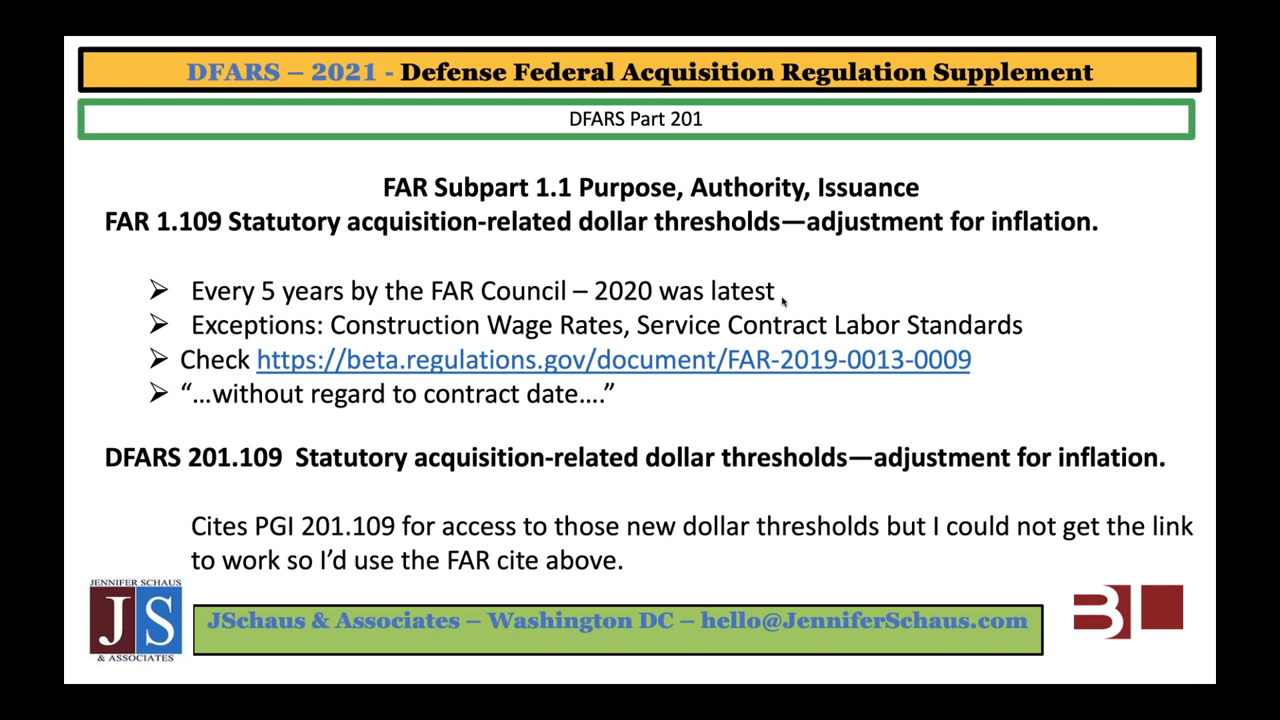 DFARS – 2021 - Defense Federal Acquisition Regulation Supplement
DFARS Part 201
FAR Subpart 1.1 Purpose, Authority, Issuance
FAR 1.109 Statutory acquisition-related dollar thresholds—adjustment for inflation.
➢ Every 5 years by the FAR Council – 2020 was latest
➢ Exceptions: Construction Wage Rates, Service Contract Labor Standards
➢ Check https://beta.regulations.gov/document/FAR-2019-0013-0009
➢ “…without regard to contract date….”
DFARS 201.109  Statutory acquisition-related dollar thresholds—adjustment for inflation.
Cites PGI 201.109 for access to those new dollar thresholds but I could not get the link
to work so I’d use the FAR cite above.
JENNIFER SCHAUS
JS
& ASSOCIATES
JSchaus & Associates – Washington DC – hello@JenniferSchaus.com